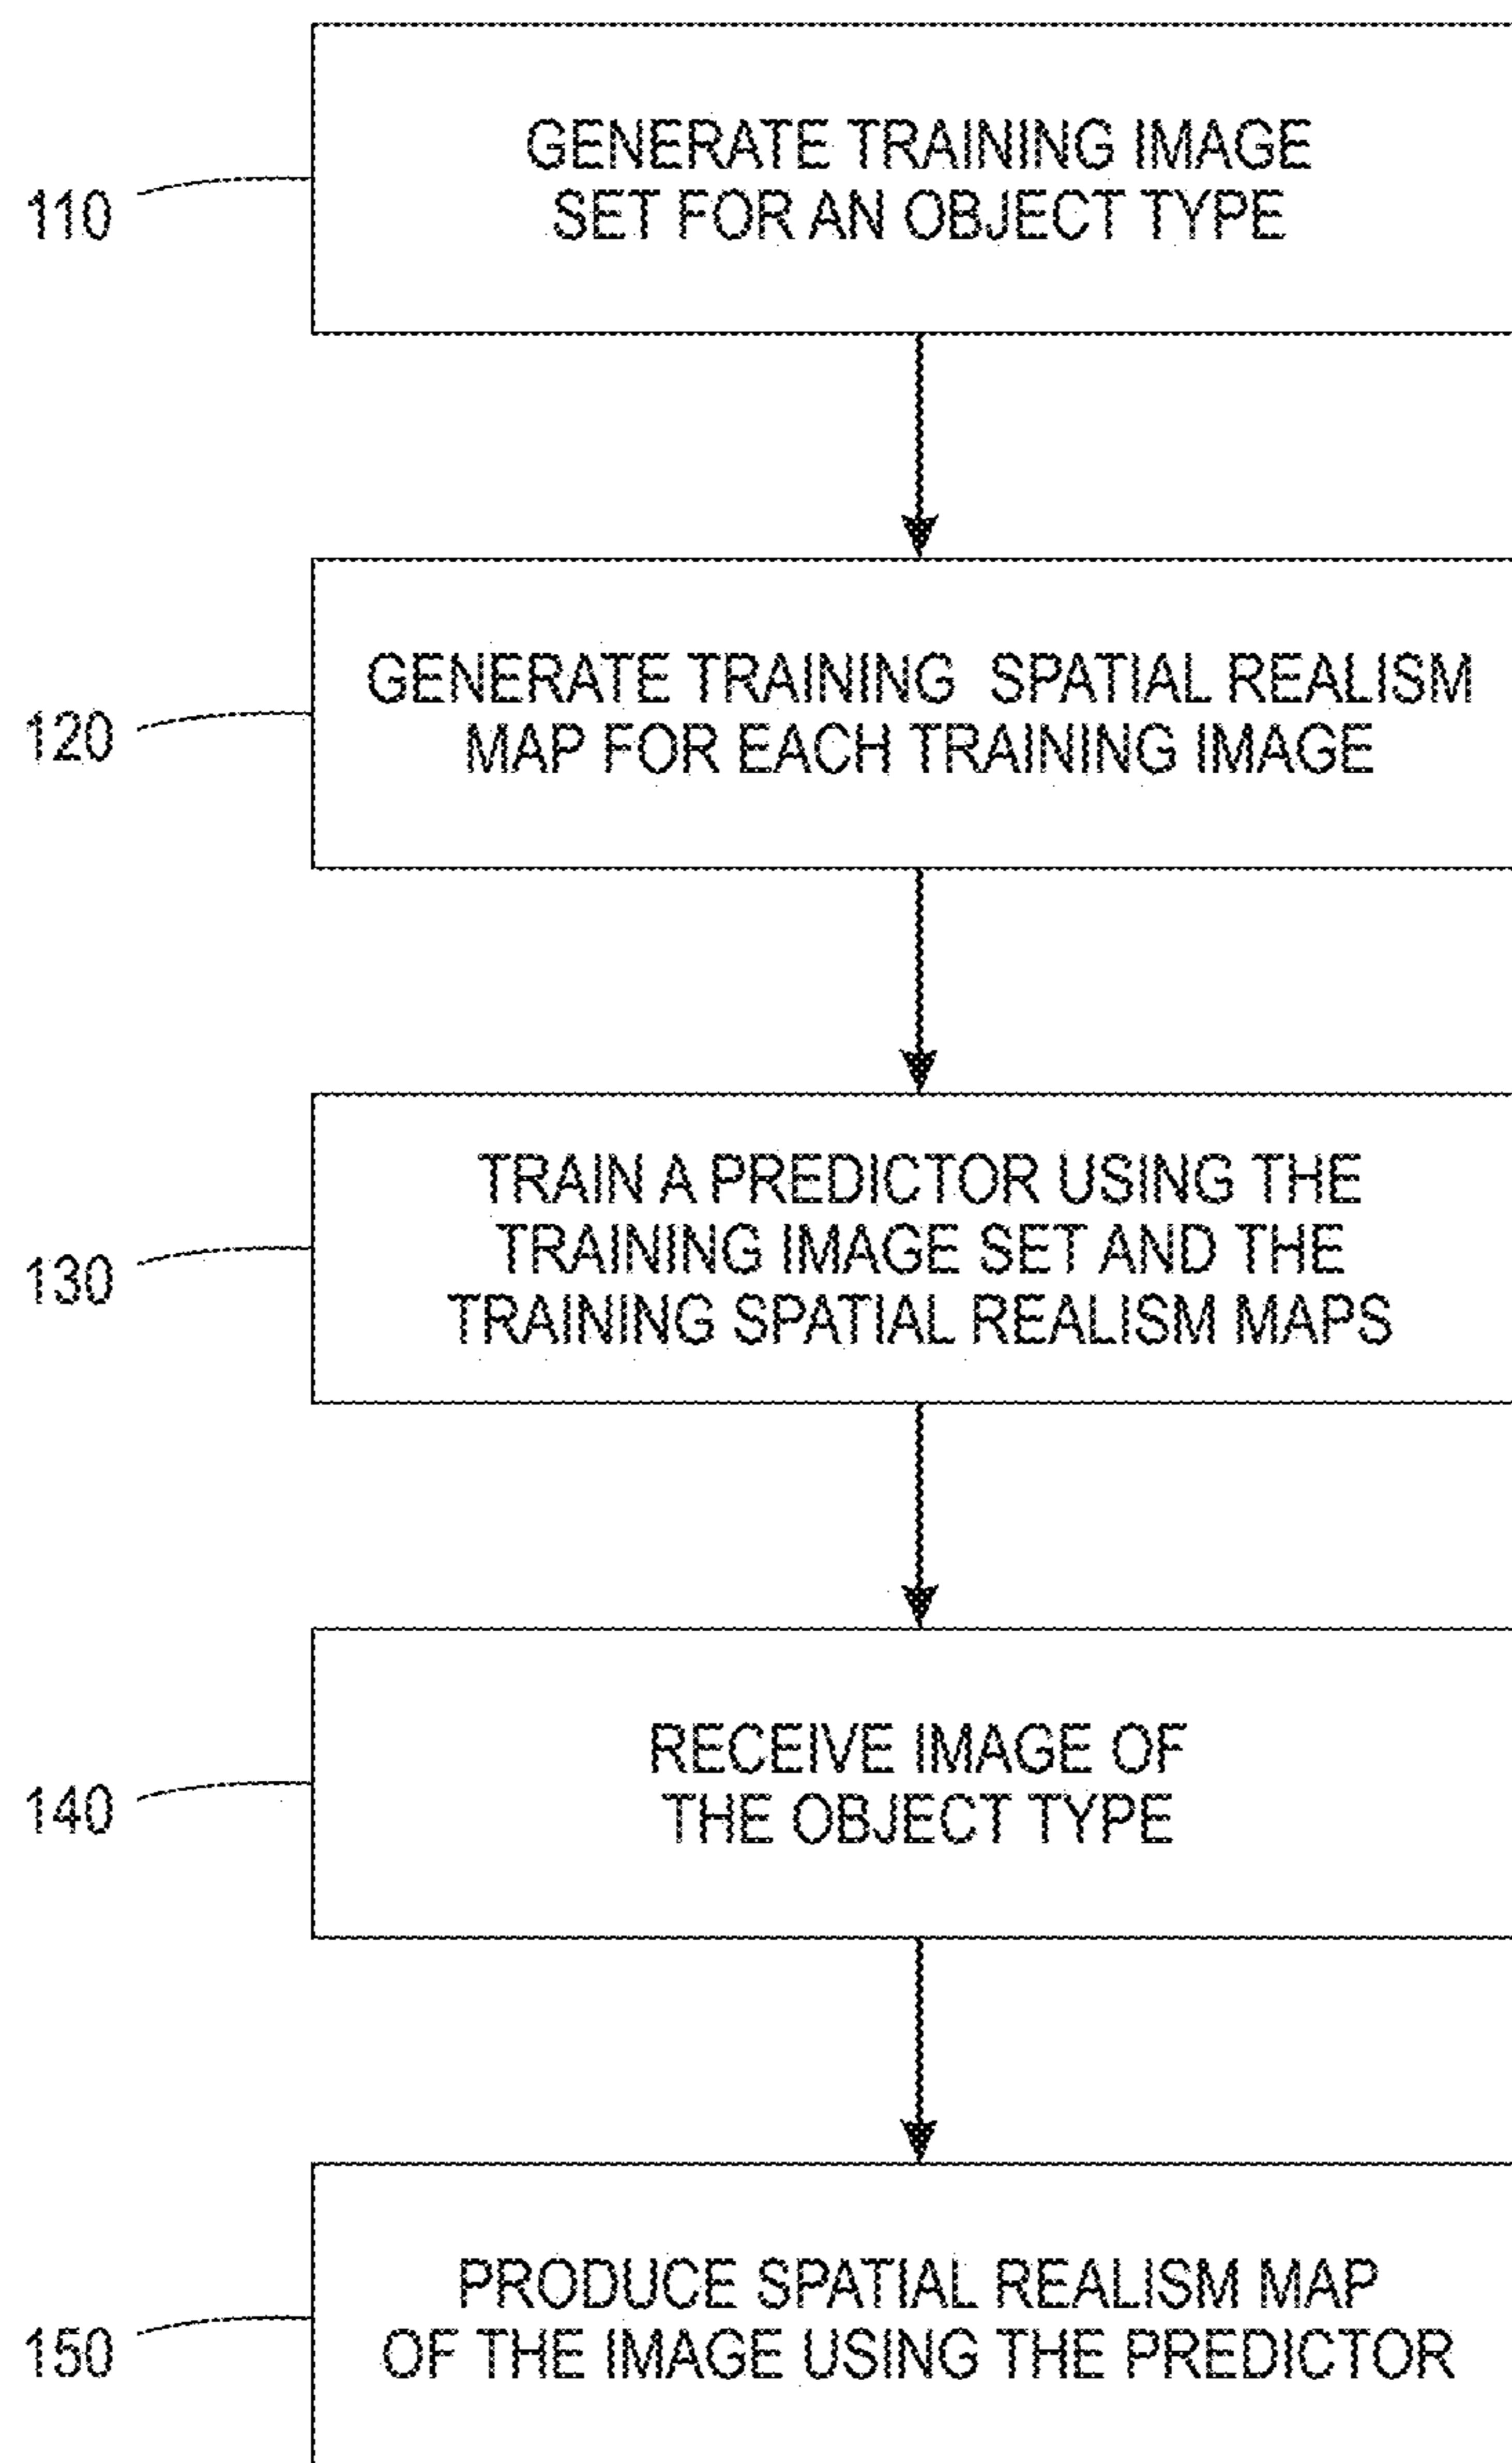 GENERATE TRAINING IMAGE
SET FOR AN OBJECT TYPE
110
GENERATE TRAINING SPATIAL REALISM
MAP FOR EACH TRAINING IMAGE
120
TRAIN A PREDICTOR USING THE
TRAINING IMAGE SET AND THE
TRAINING SPATIAL REALISM MAPS
130
RECEIVE IMAGE OF
THE OBJECT TYPE
140
PRODUCE SPATIAL REALISM MAP
OF THE IMAGE USING THE PREDICTOR
150